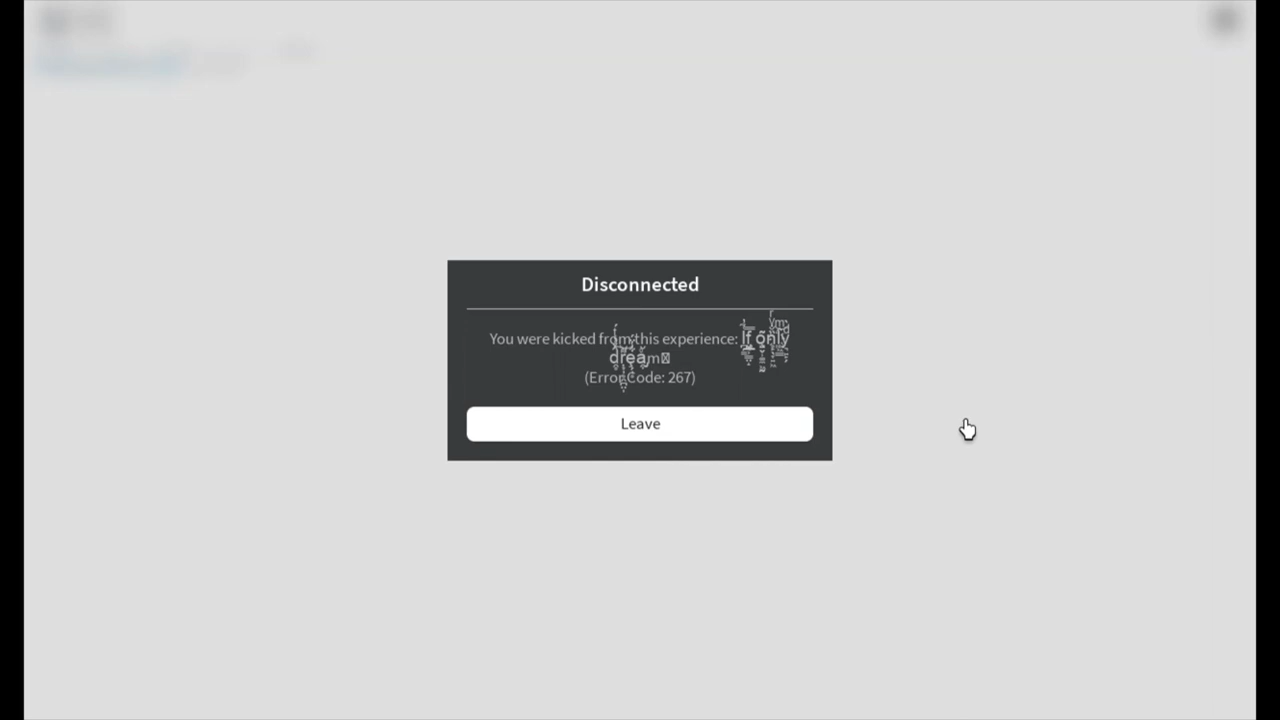 Disconnected
You were kicked from this experience: If only
dream
(Error Code: 267)
Leave